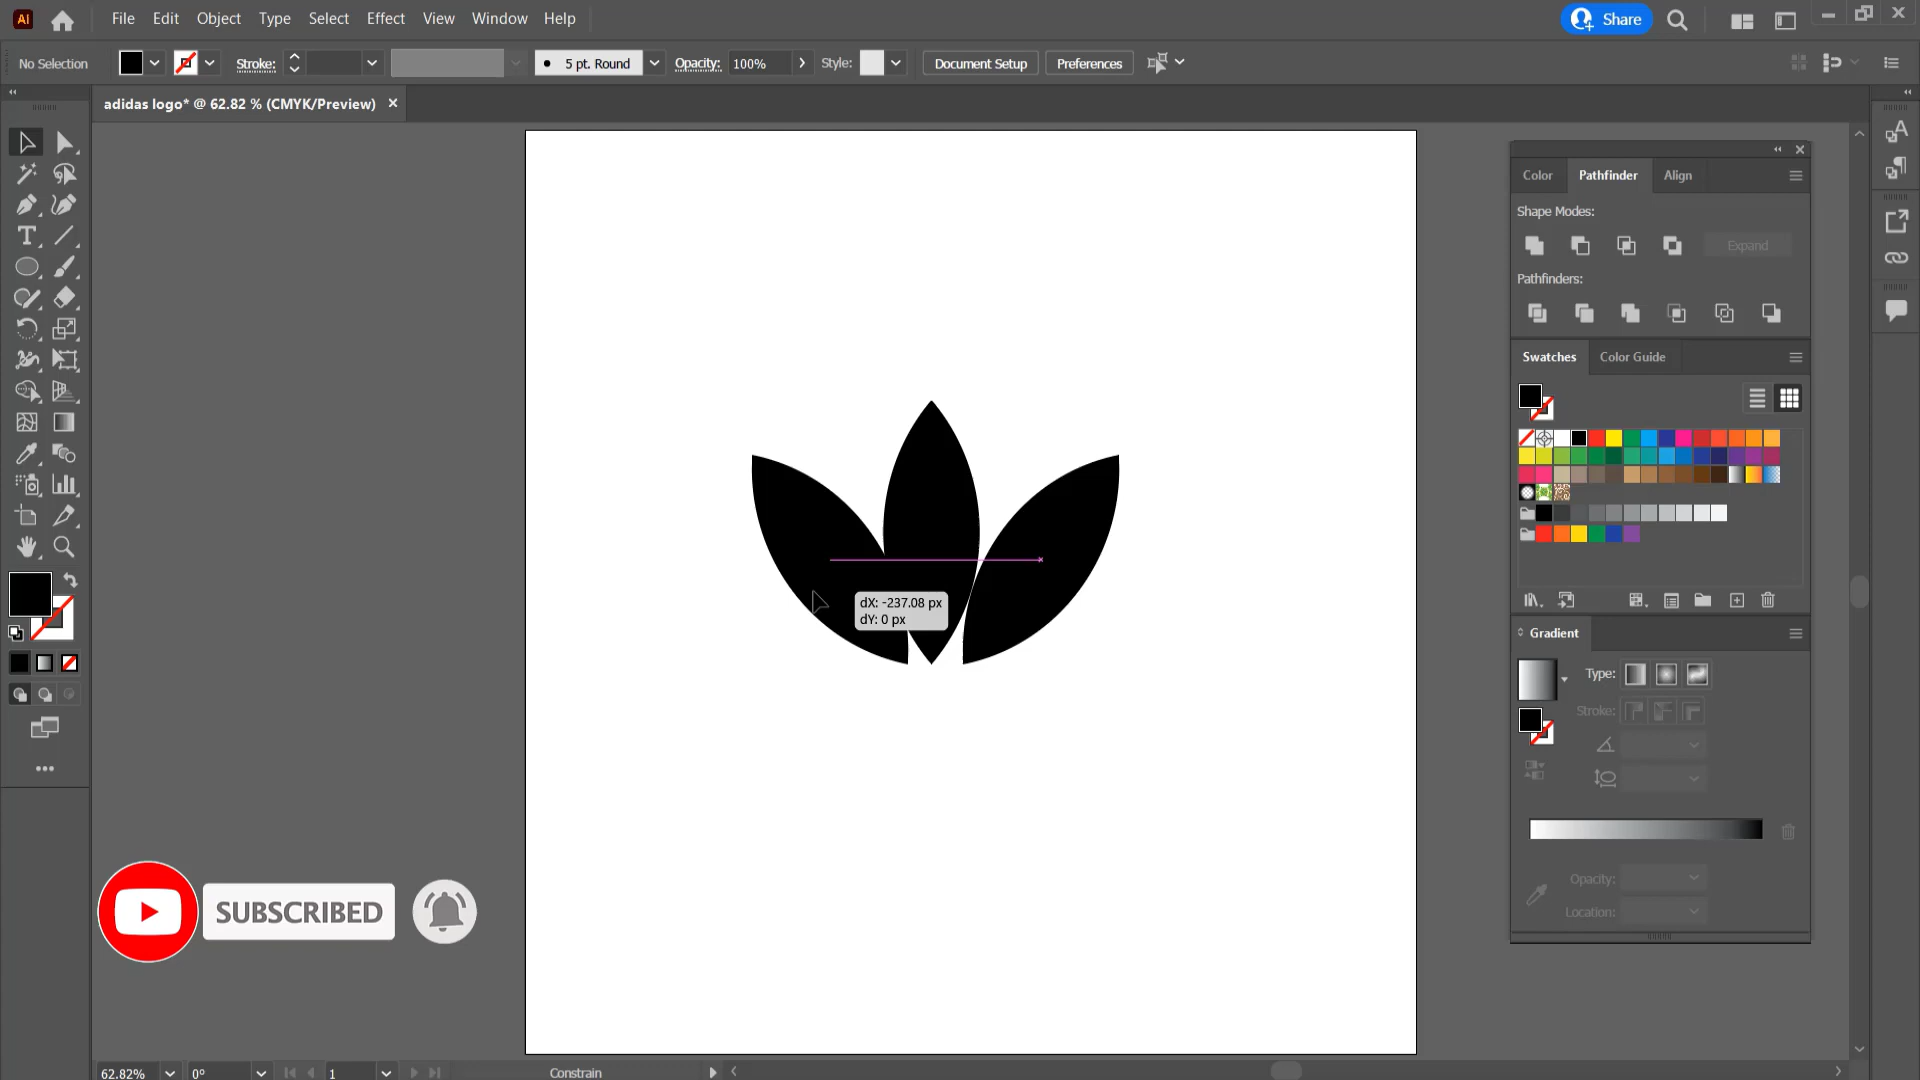 Ai File Edit Object Type Select Effect View Window Help Share
No Selection Stroke: 5 pt. Round Opacity: 100% Style: Document Setup Preferences
adidas logo* @ 62.82 % (CMYK/Preview)
Color Pathfinder Align
Shape Modes:
Expand
Pathfinders:
Swatches Color Guide
dX: -237.08 px
dY: 0 px
Gradient
Type:
Stroke:
SUBSCRIBED
Opacity:
Location:
62.82% 0° 1 Constrain